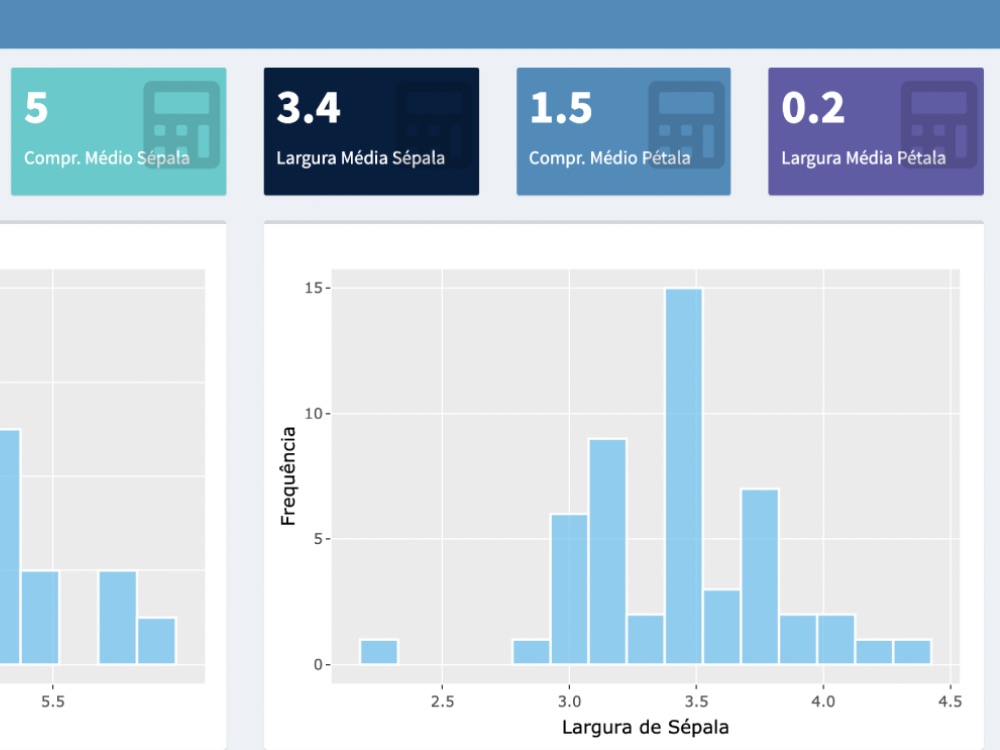 5
Compr. Médio Sépala
3.4
Largura Média Sépala
1.5
Compr. Médio Pétala
0.2
Largura Média Pétala
5.5
15
10
5
0
Frequência
2.5
3.0
3.5
4.0
4.5
Largura de Sépala